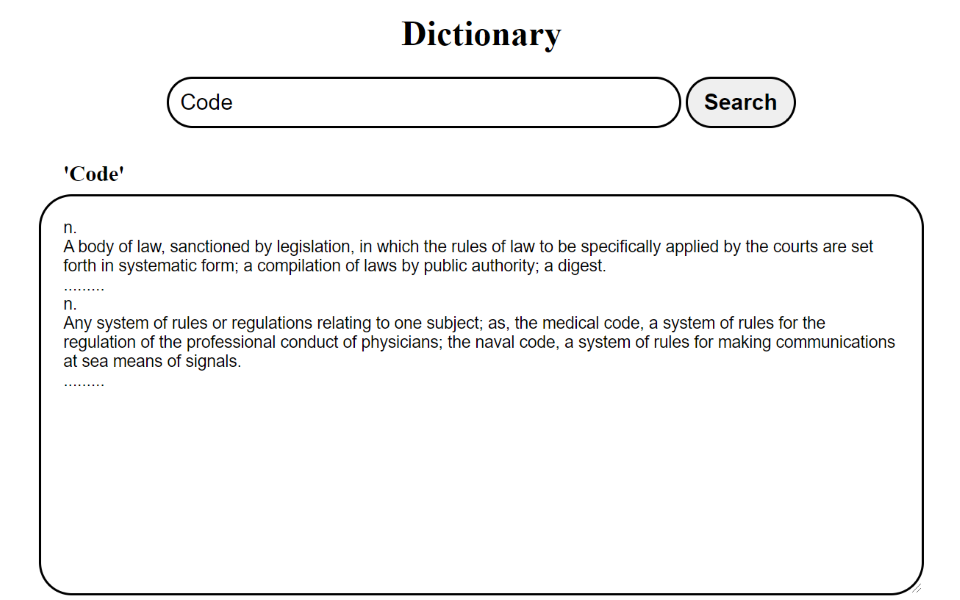 Dictionary
Code
Search
'Code'
n.
A body of law, sanctioned by legislation, in which the rules of law to be specifically applied by the courts are set
forth in systematic form; a compilation of laws by public authority; a digest.
.........
n.
Any system of rules or regulations relating to one subject; as, the medical code, a system of rules for the
regulation of the professional conduct of physicians; the naval code, a system of rules for making communications
at sea means of signals.
.........